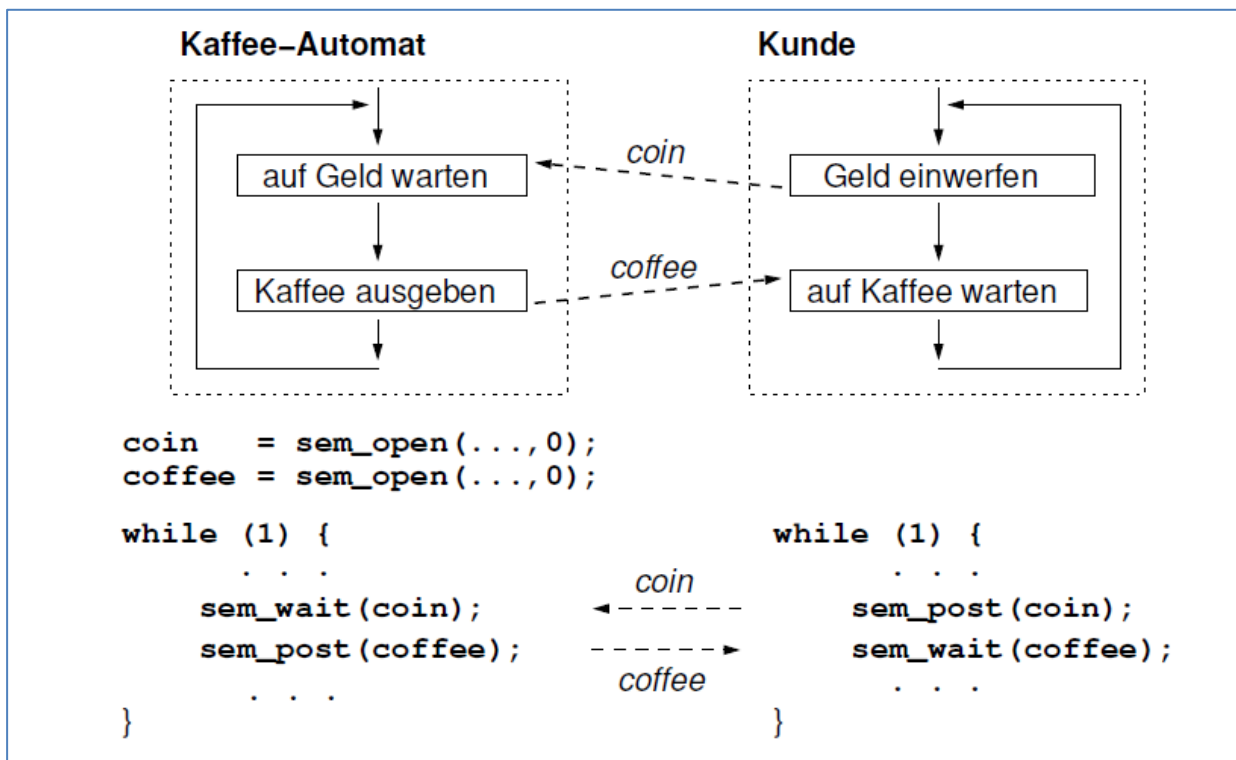 Kaffee–Automat
Kunde
auf Geld warten
coin
Geld einwerfen
Kaffee ausgeben
coffee
auf Kaffee warten
coin   = sem_open(...,0);
coffee = sem_open(...,0);
while (1) {
. . .
sem_wait(coin);
sem_post(coffee);
. . .
}
coin
coffee
while (1) {
. . .
sem_post(coin);
sem_wait(coffee);
. . .
}